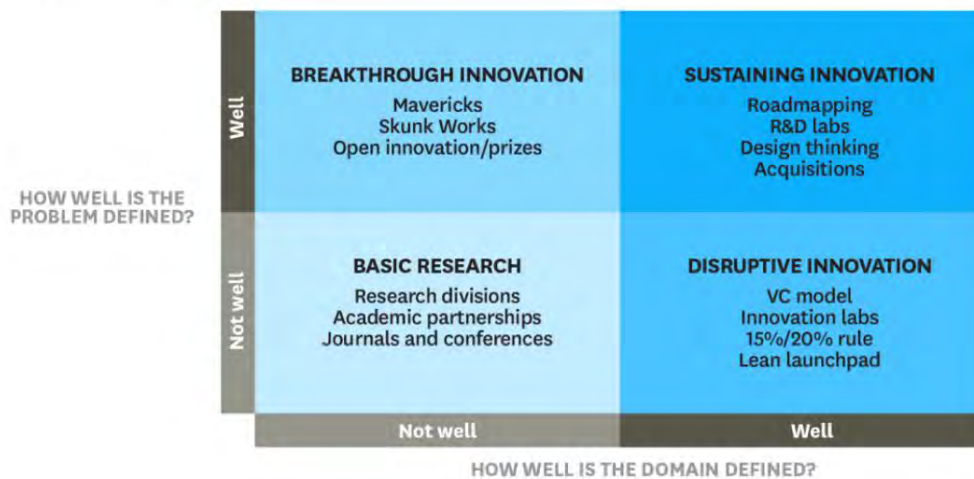 BREAKTHROUGH INNOVATION
Mavericks
Skunk Works
Open innovation/prizes
SUSTAINING INNOVATION
Roadmapping
R&D labs
Design thinking
Acquisitions
Well
HOW WELL IS THE
PROBLEM DEFINED?
Not well
BASIC RESEARCH
Research divisions
Academic partnerships
Journals and conferences
DISRUPTIVE INNOVATION
VC model
Innovation labs
15%/20% rule
Lean launchpad
Not well
Well
HOW WELL IS THE DOMAIN DEFINED?